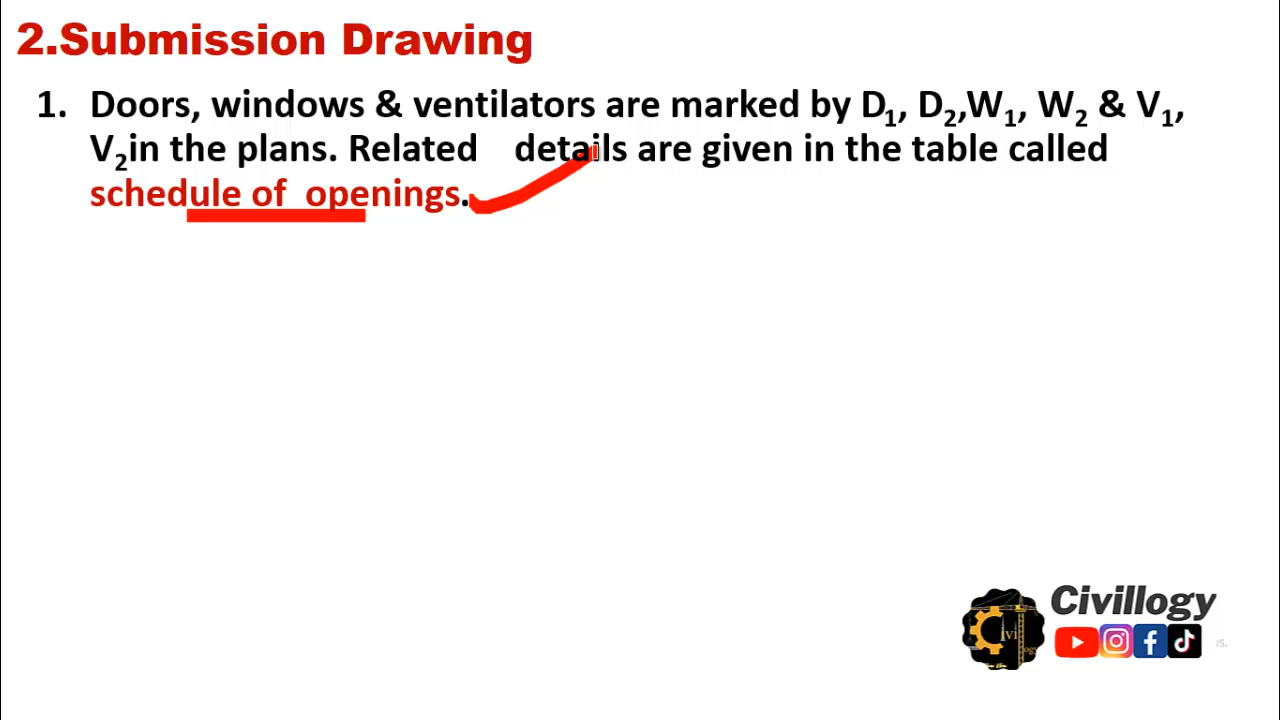 2.Submission Drawing
1. Doors, windows & ventilators are marked by D₁, D₂,W₁, W₂ & V₁,
V₂in the plans. Related details are given in the table called
schedule of openings.
Civillogy